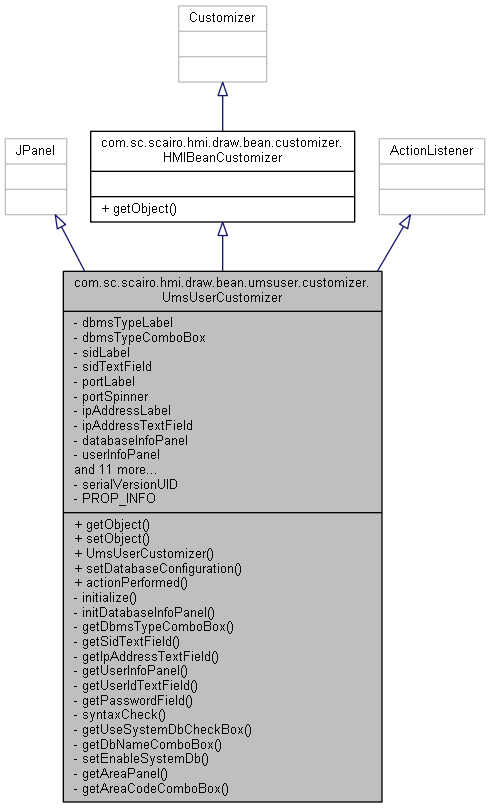 Customizer
com.sc.scairo.hmi.draw.bean.customizer.
HMIBeanCustomizer
+ getObject()
JPanel
ActionListener
com.sc.scairo.hmi.draw.bean.umsuser.customizer.
UmsUserCustomizer
- dbmsTypeLabel
- dbmsTypeComboBox
- sidLabel
- sidTextField
- portLabel
- portSpinner
- ipAddressLabel
- ipAddressTextField
- databaseInfoPanel
- userInfoPanel
and 11 more...
- serialVersionUID
- PROP_INFO
+ getObject()
+ setObject()
+ UmsUserCustomizer()
+ setDatabaseConfiguration()
+ actionPerformed()
- initialize()
- initDatabaseInfoPanel()
- getDbmsTypeComboBox()
- getSidTextField()
- getIpAddressTextField()
- getUserInfoPanel()
- getUserIdTextField()
- getPasswordField()
- syntaxCheck()
- getUseSystemDbCheckBox()
- getDbNameComboBox()
- setEnableSystemDb()
- getAreaPanel()
- getAreaCodeComboBox()